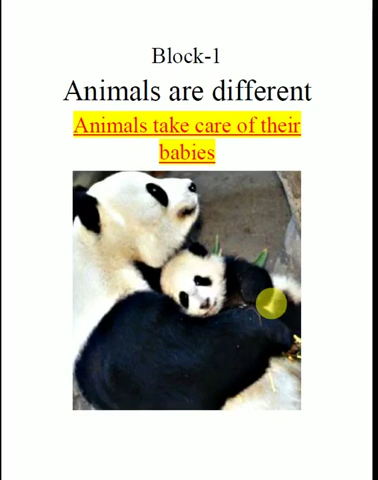 Block-1
Animals are different
Animals take care of their
babies